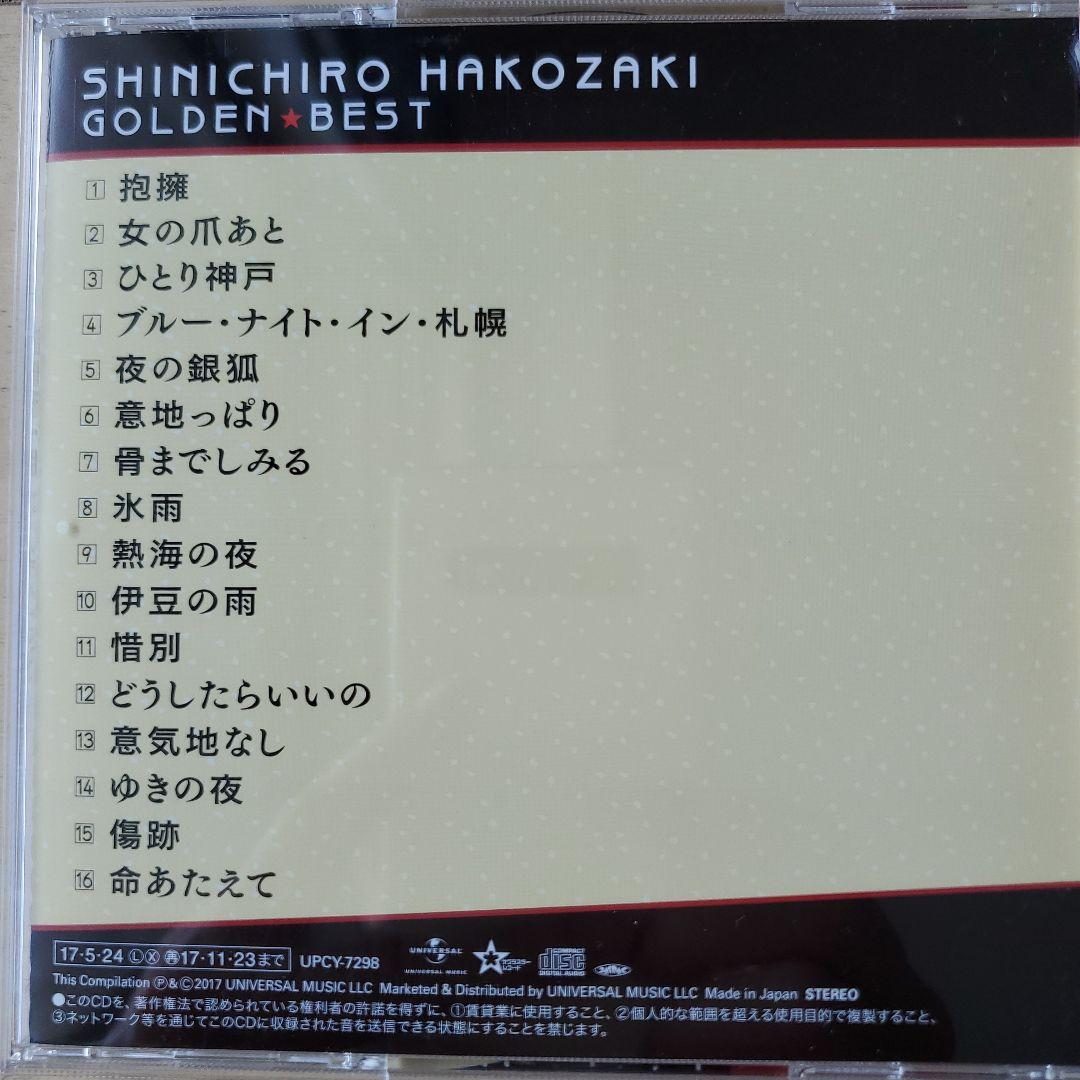 SHINICHIRO HAKOZAKI
GOLDEN★BEST
1 抱擁
2 女の爪あと
3 ひとり神戸
4 ブルー・ナイト・イン・札幌
5 夜の銀狐
6 意地っぱり
7 骨までしみる
8 氷雨
9 熱海の夜
10 伊豆の雨
11 惜別
12 どうしたらいいの
13 意気地なし
14 ゆきの夜
15 傷跡
16 命あたえて
17・5・24 Ⓛ Ⓧ ㊞17・11・23まで UPCY-7298 UNIVERSAL UNIVERSAL MUSIC COMPACT disc DIGITAL AUDIO
This Compilation Ⓟ&Ⓒ2017 UNIVERSAL MUSIC LLC Marketed & Distributed by UNIVERSAL MUSIC LLC Made in Japan STEREO
●このCDを、著作権法で認められている権利者の許諾を得ずに、①賃貸業に使用すること、②個人的な範囲を超える使用目的で複製すること、
③ネットワーク等を通じてこのCDに収録された音を送信できる状態にすることを禁じます。